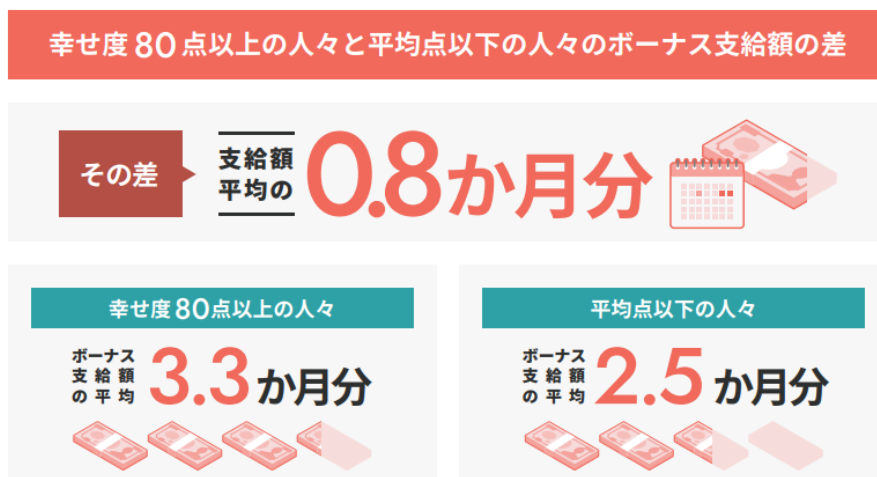 幸せ度80点以上の人々と平均点以下の人々のボーナス支給額の差
その差
支給額
平均の
0.8か月分
幸せ度80点以上の人々
ボーナス
支給額
の平均
3.3か月分
平均点以下の人々
ボーナス
支給額
の平均
2.5か月分